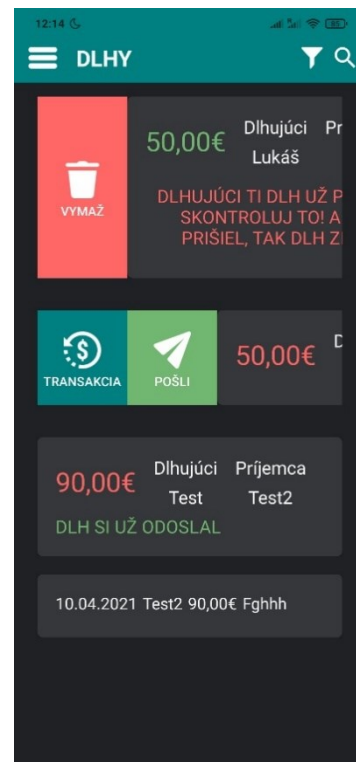 12:14
DLHY
50,00€ Dlhujúci Pr
Lukáš
VYMAŽ
DLHUJÚCI TI DLH UŽ P
SKONTROLUJ TO! A
PRIŠIEL, TAK DLH Z
TRANSAKCIA POŠLI 50,00€ D
90,00€ Dlhujúci Príjemca
Test Test2
DLH SI UŽ ODOSLAL
10.04.2021 Test2 90,00€ Fghhh